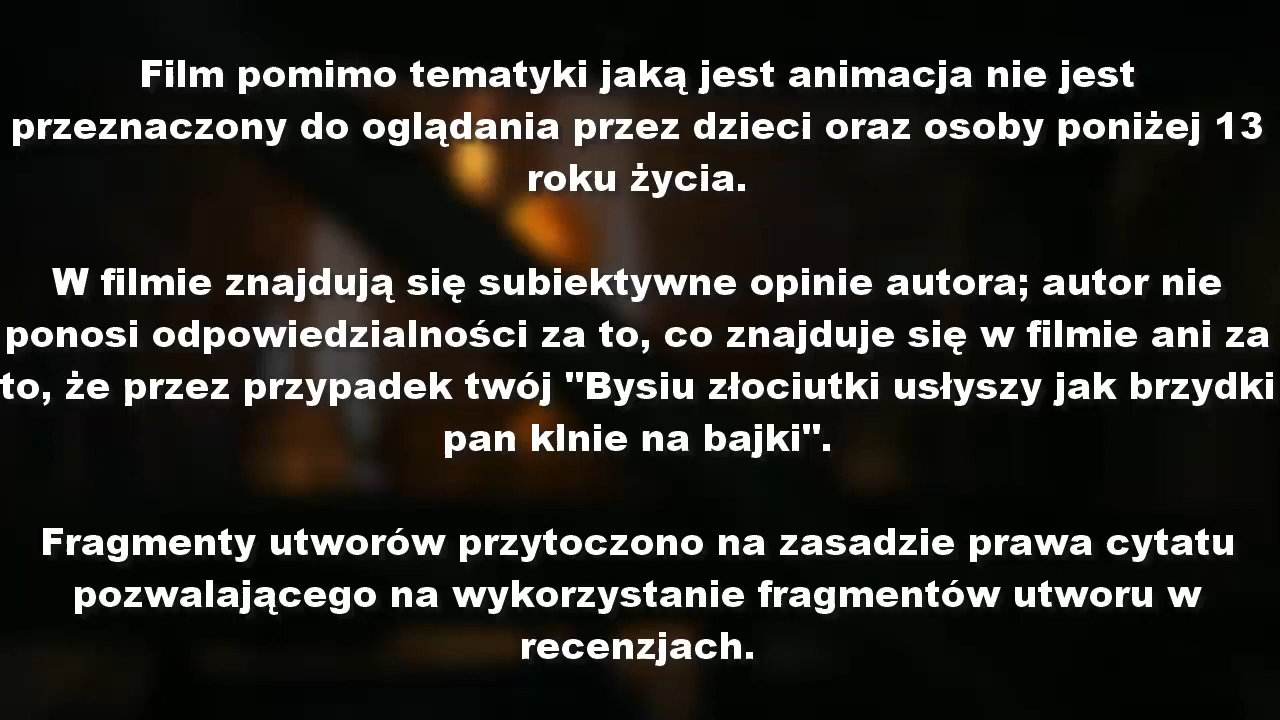 Film pomimo tematyki jaką jest animacja nie jest
przeznaczony do oglądania przez dzieci oraz osoby poniżej 13
roku życia.
W filmie znajdują się subiektywne opinie autora; autor nie
ponosi odpowiedzialności za to, co znajduje się w filmie ani za
to, że przez przypadek twój "Bysiu złociutki usłyszy jak brzydki
pan klnie na bajki".
Fragmenty utworów przytoczono na zasadzie prawa cytatu
pozwalającego na wykorzystanie fragmentów utworu w
recenzjach.